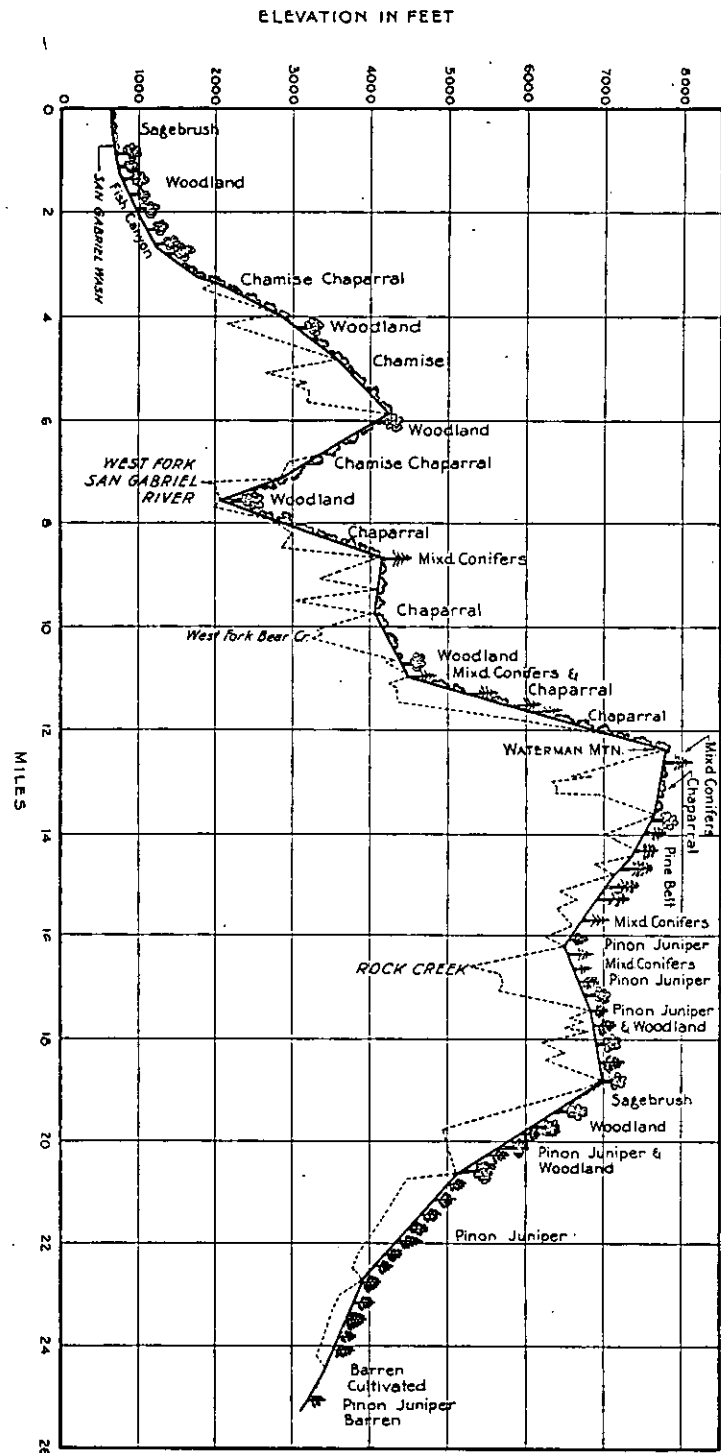 ELEVATION IN FEET
0
1000
2000
3000
4000
5000
6000
7000
8000
0
2
4
6
8
10
12
14
16
18
20
22
24
26
MILES
Sagebrush
Woodland
SAN GABRIEL WASH
Fish Canyon
Chamise Chaparral
Woodland
Chamise
Woodland
Chamise Chaparral
WEST FORK
SAN GABRIEL
RIVER
Woodland
Chaparral
Mixd Conifers
Chaparral
West Fork Bear Cr.
Woodland
Mixd Conifers &
Chaparral
Chaparral
WATERMAN MTN.
Mixd Conifers
Chaparral
Pine Belt
Mixd Conifers
Pinon Juniper
Mixd Conifers
Pinon Juniper
ROCK CREEK
Pinon Juniper
& Woodland
Sagebrush
Woodland
Pinon Juniper &
Woodland
Pinon Juniper
Barren
Cultivated
Pinon Juniper
Barren